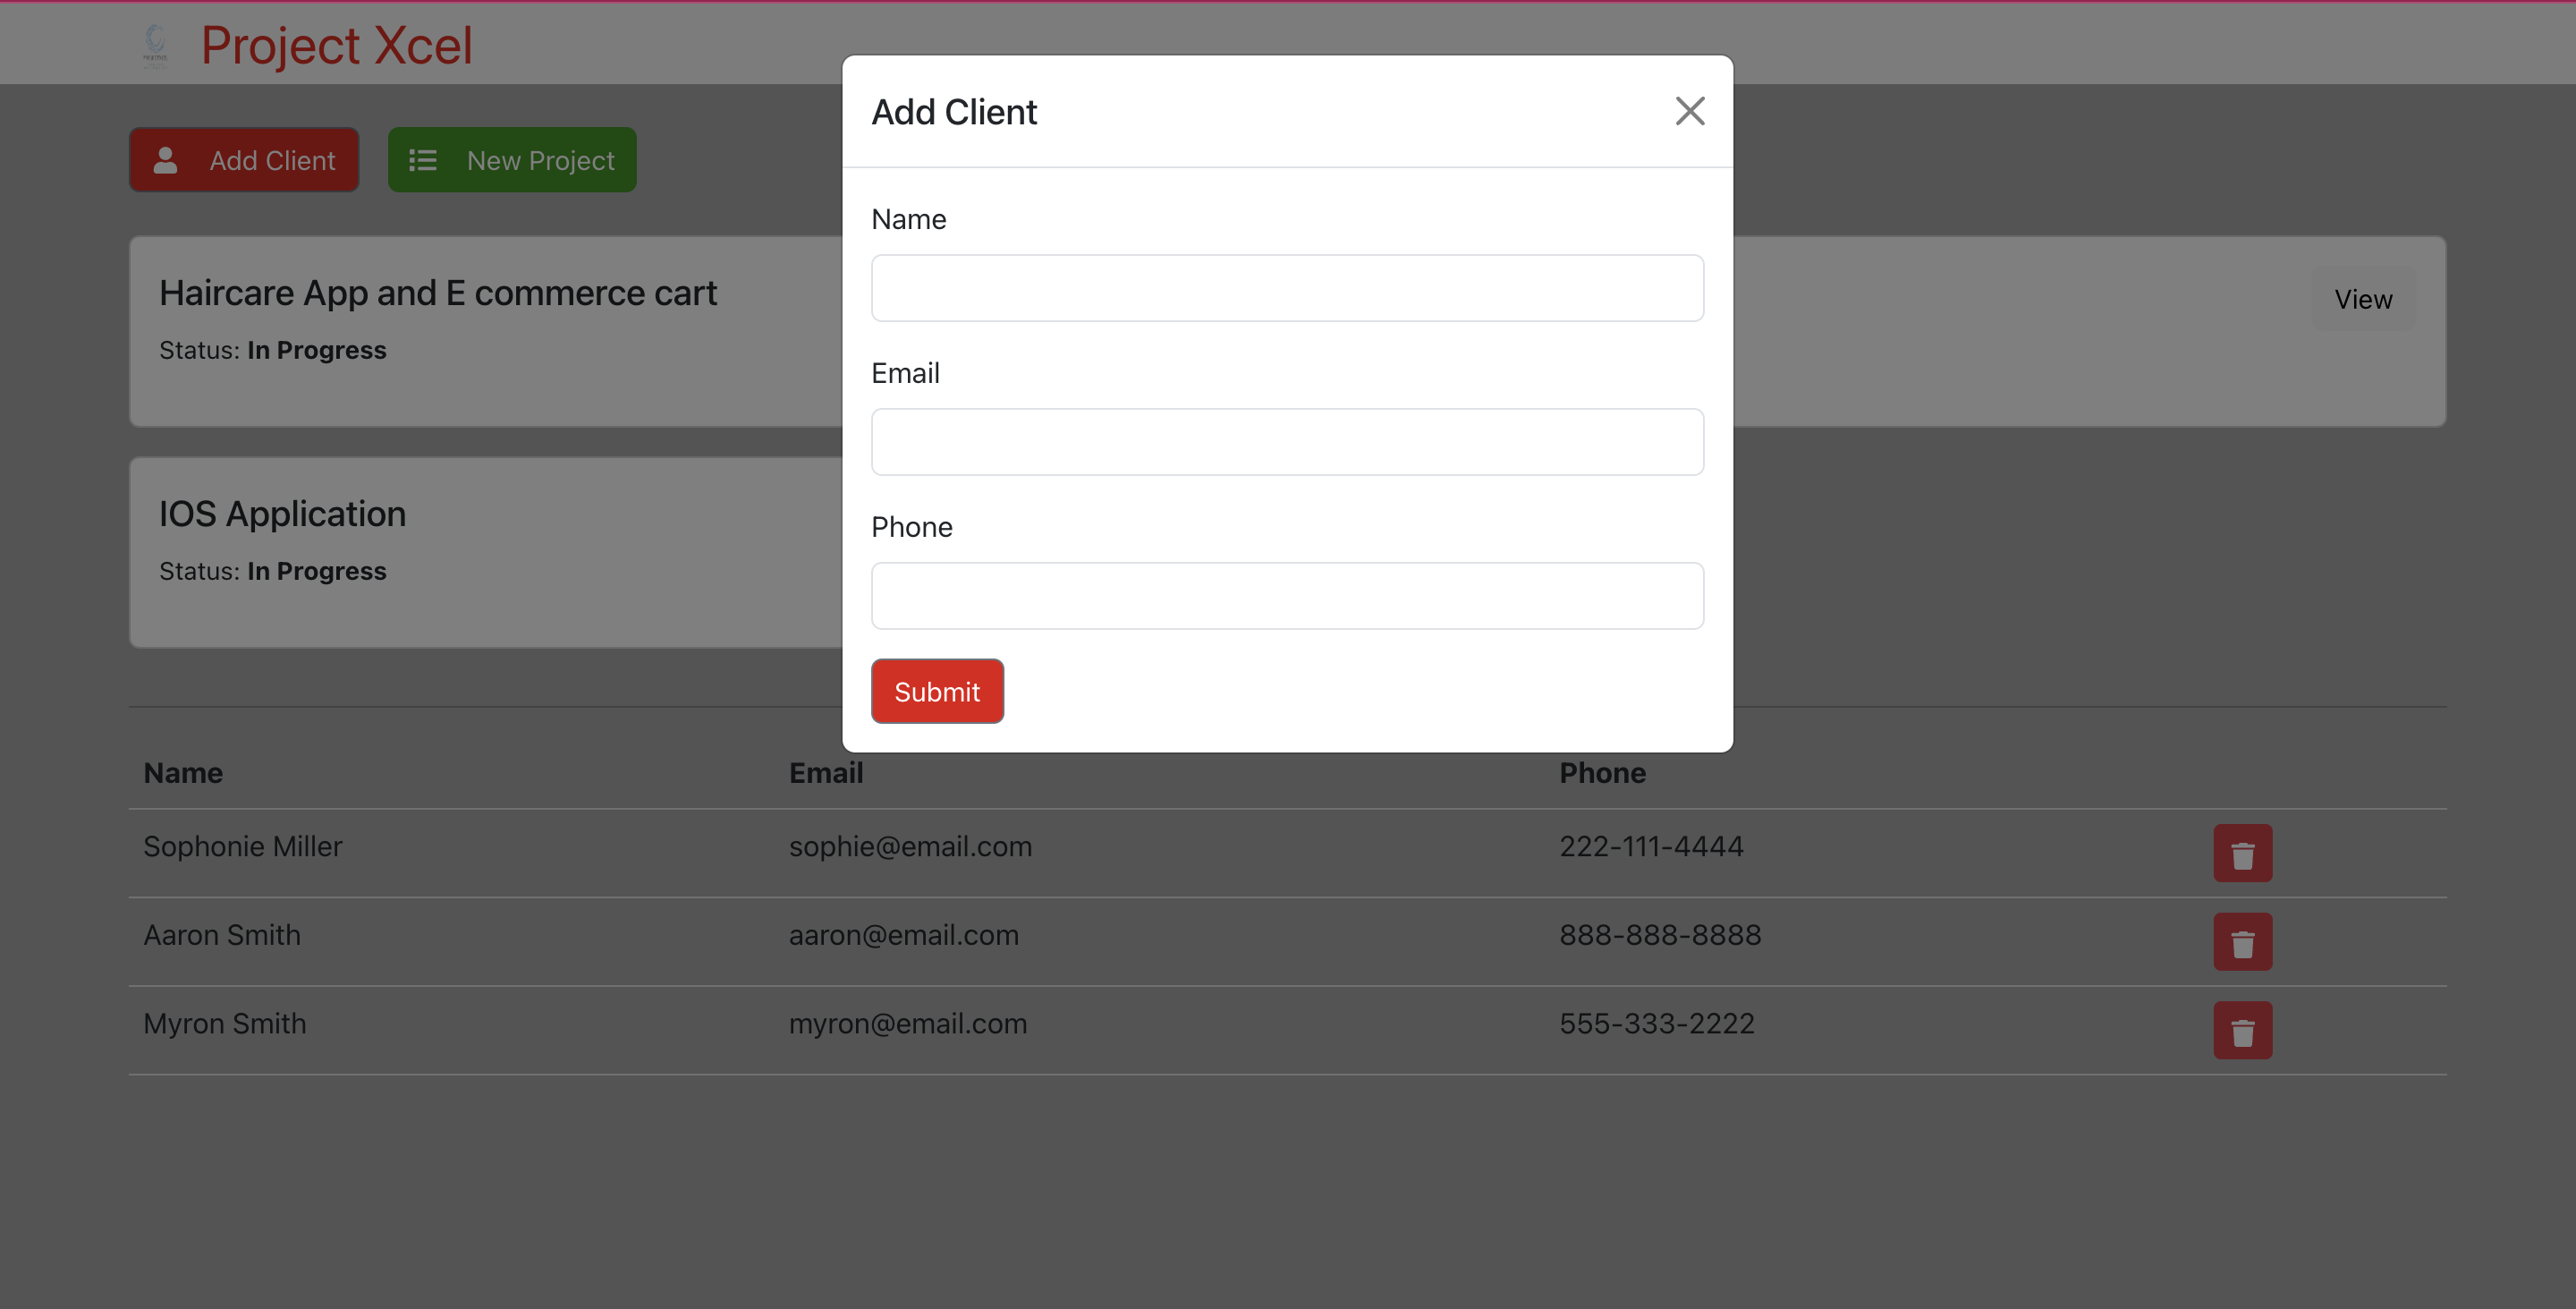 Project Xcel
Add Client
New Project
Haircare App and E commerce cart
Status: In Progress
View
IOS Application
Status: In Progress
Add Client
Name
Email
Phone
Submit
Name Email Phone
Sophonie Miller sophie@email.com 222-111-4444
Aaron Smith aaron@email.com 888-888-8888
Myron Smith myron@email.com 555-333-2222